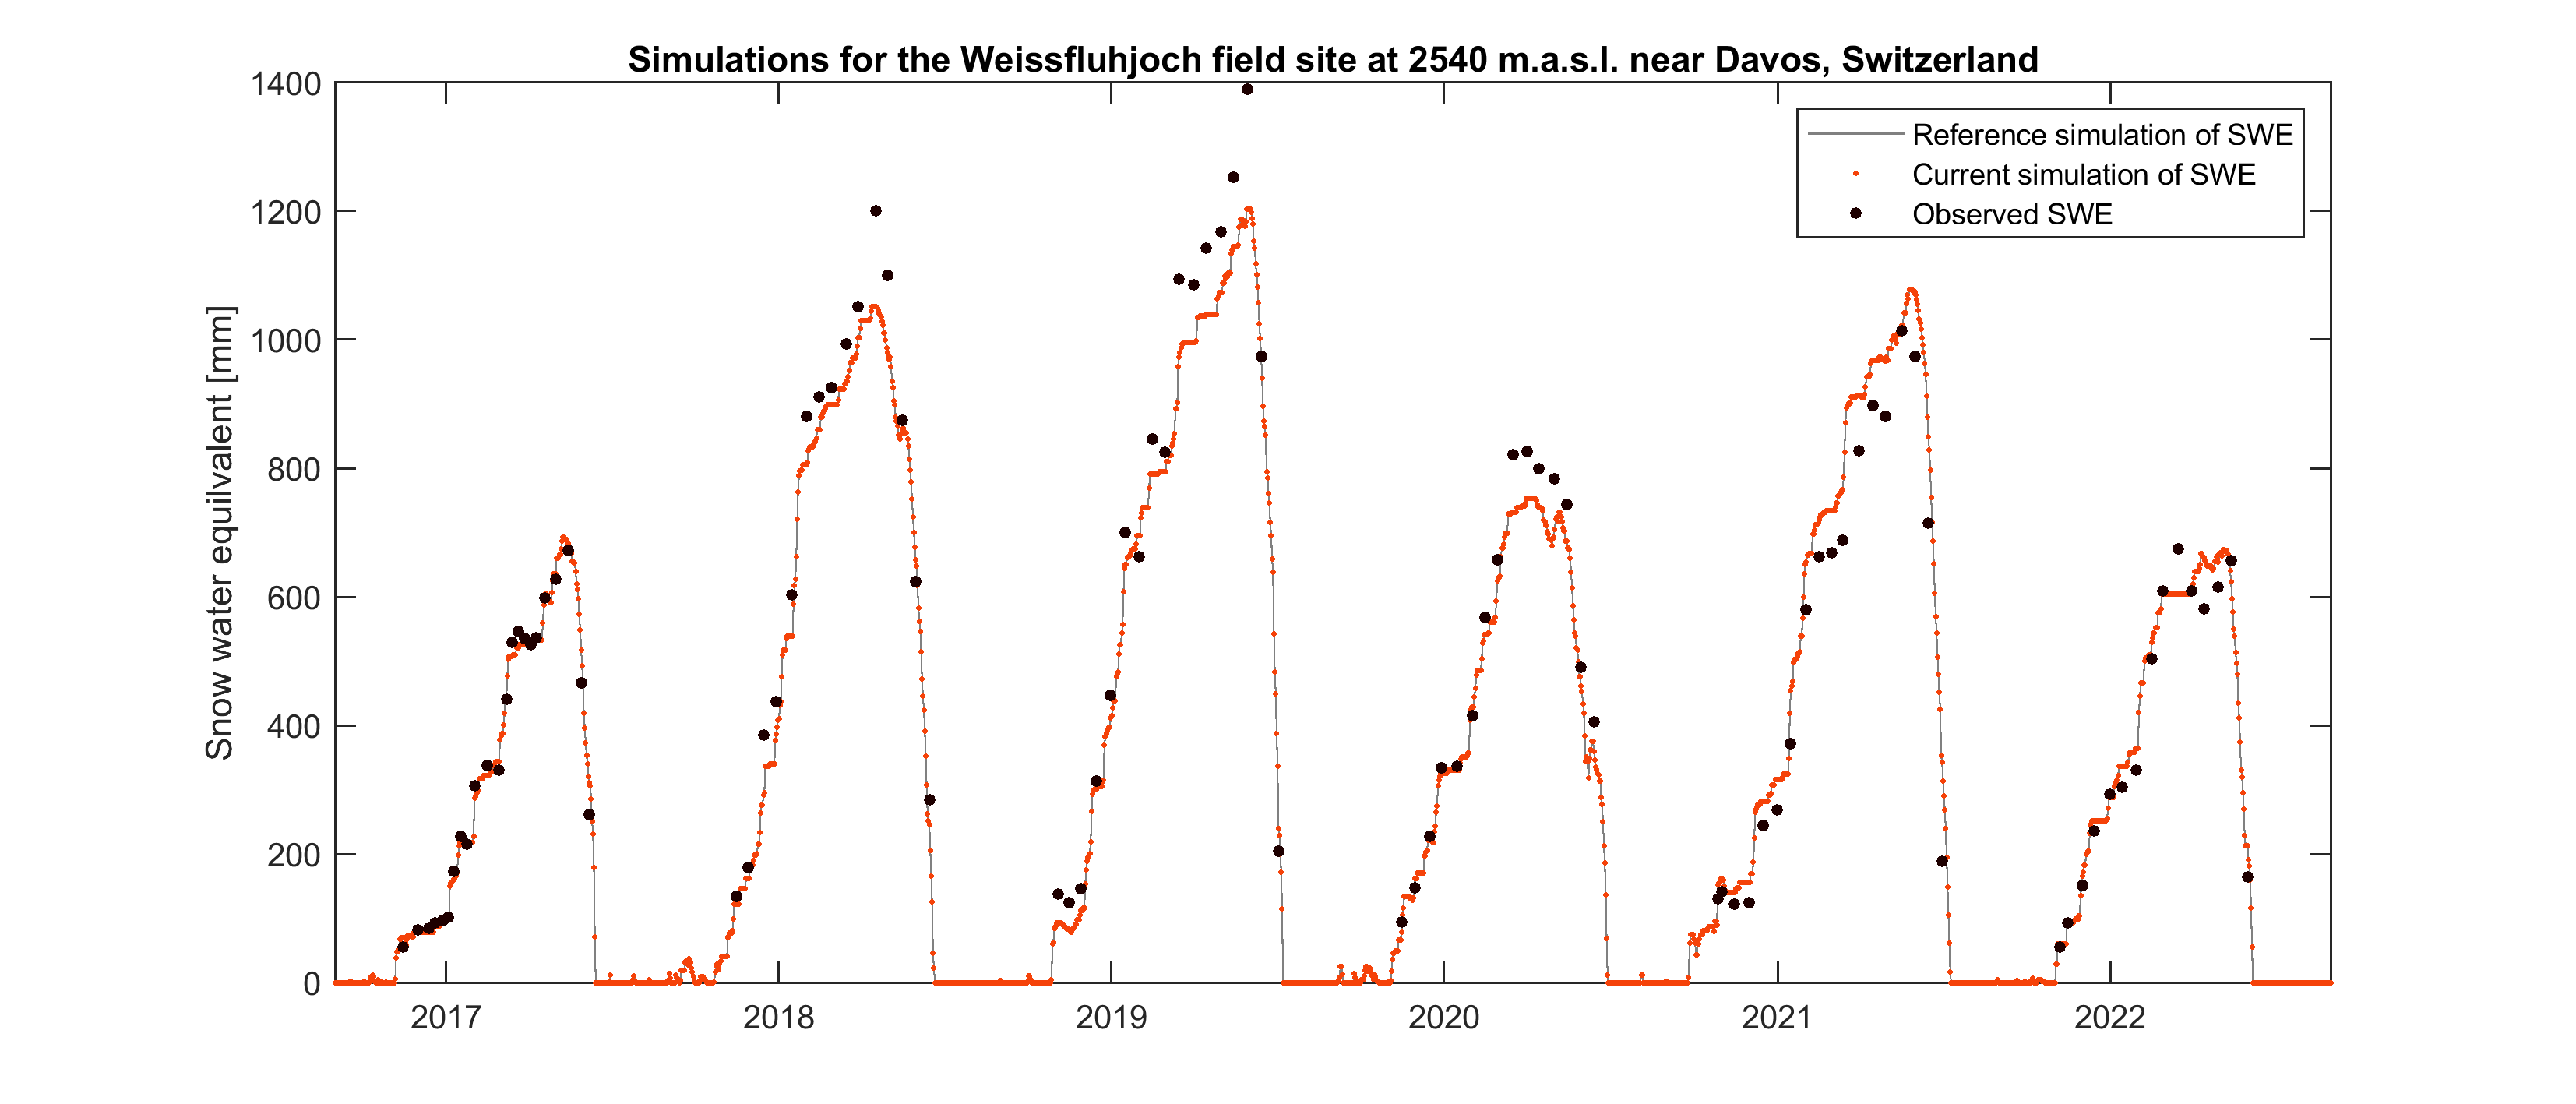 Simulations for the Weissfluhjoch field site at 2540 m.a.s.l. near Davos, Switzerland
1400
1200
1000
800
600
400
200
0
Snow water equilvalent [mm]
Reference simulation of SWE
Current simulation of SWE
Observed SWE
2017 2018 2019 2020 2021 2022